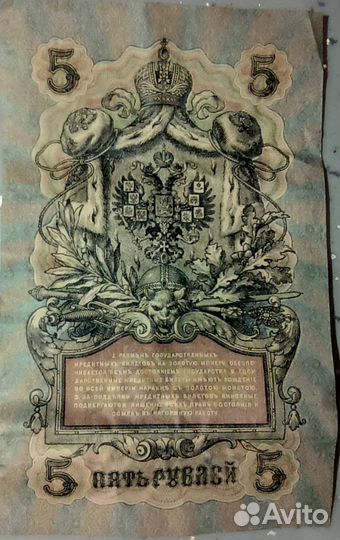 5 5
1. РАЗМѢНЪ ГОСУДАРСТВЕННЫХЪ
КРЕДИТНЫХЪ БИЛЕТОВЪ НА ЗОЛОТУЮ МОНЕТУ ОБЕЗПЕ-
ЧИВАЕТСЯ ВСѢМЪ ДОСТОЯНІЕМЪ ГОСУДАРСТВА. 2. ГОСУ-
ДАРСТВЕННЫЕ КРЕДИТНЫЕ БИЛЕТЫ ИМѢЮТЪ ХОЖДЕНІЕ
ВО ВСЕЙ ИМПЕРІИ НАРАВНѢ СЪ ЗОЛОТОЮ МОНЕТОЮ.
3. ЗА ПОДДѢЛКУ КРЕДИТНЫХЪ БИЛЕТОВЪ ВИНОВНЫЕ
ПОДВЕРГАЮТСЯ ЛИШЕНІЮ ВСѢХЪ ПРАВЪ СОСТОЯНІЯ И
ССЫЛКѢ ВЪ КАТОРЖНУЮ РАБОТУ.
5 ПЯТЬ РУБЛЕЙ 5
Avito